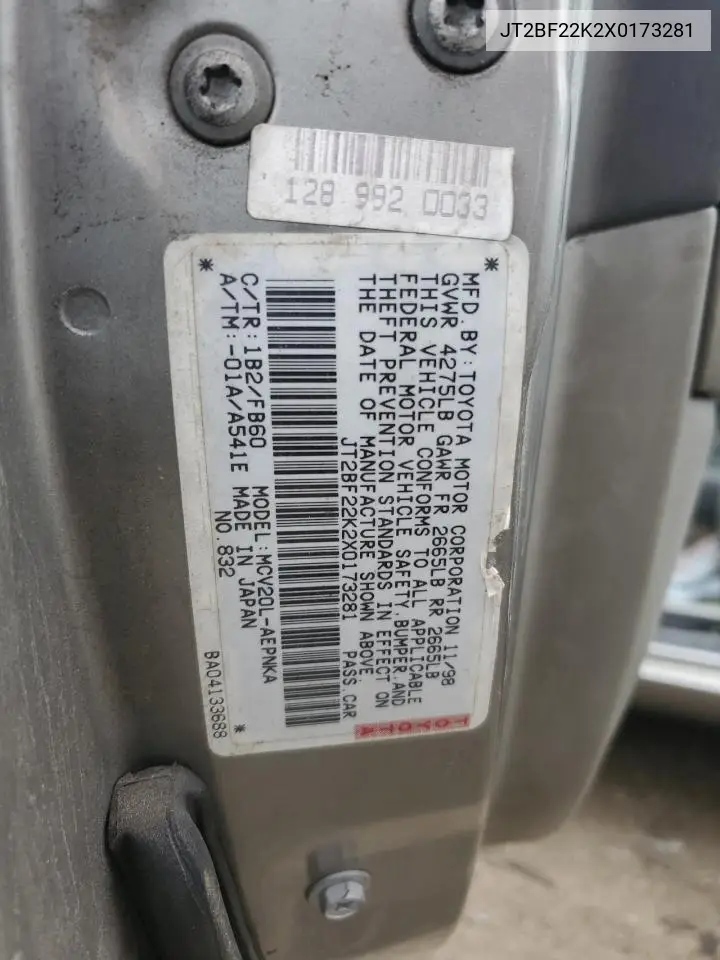 JT2BF22K2X0173281
128 992 0033
MFD.BY:TOYOTA MOTOR CORPORATION 11/98
GVWR 4275LB GAWR FR 2665LB RR 2665LB
THIS VEHICLE CONFORMS TO ALL APPLICABLE
FEDERAL MOTOR VEHICLE SAFETY,BUMPER,AND
THEFT PREVENTION STANDARDS IN EFFECT ON
THE DATE OF MANUFACTURE SHOWN ABOVE.
JT2BF22K2X0173281 PASS.CAR
C/TR:1B2/FB60 MODEL:MCV20L-AEPNKA
A/TM:-01A/A541E MADE IN JAPAN
NO.832
BA04133688
TOYOTA